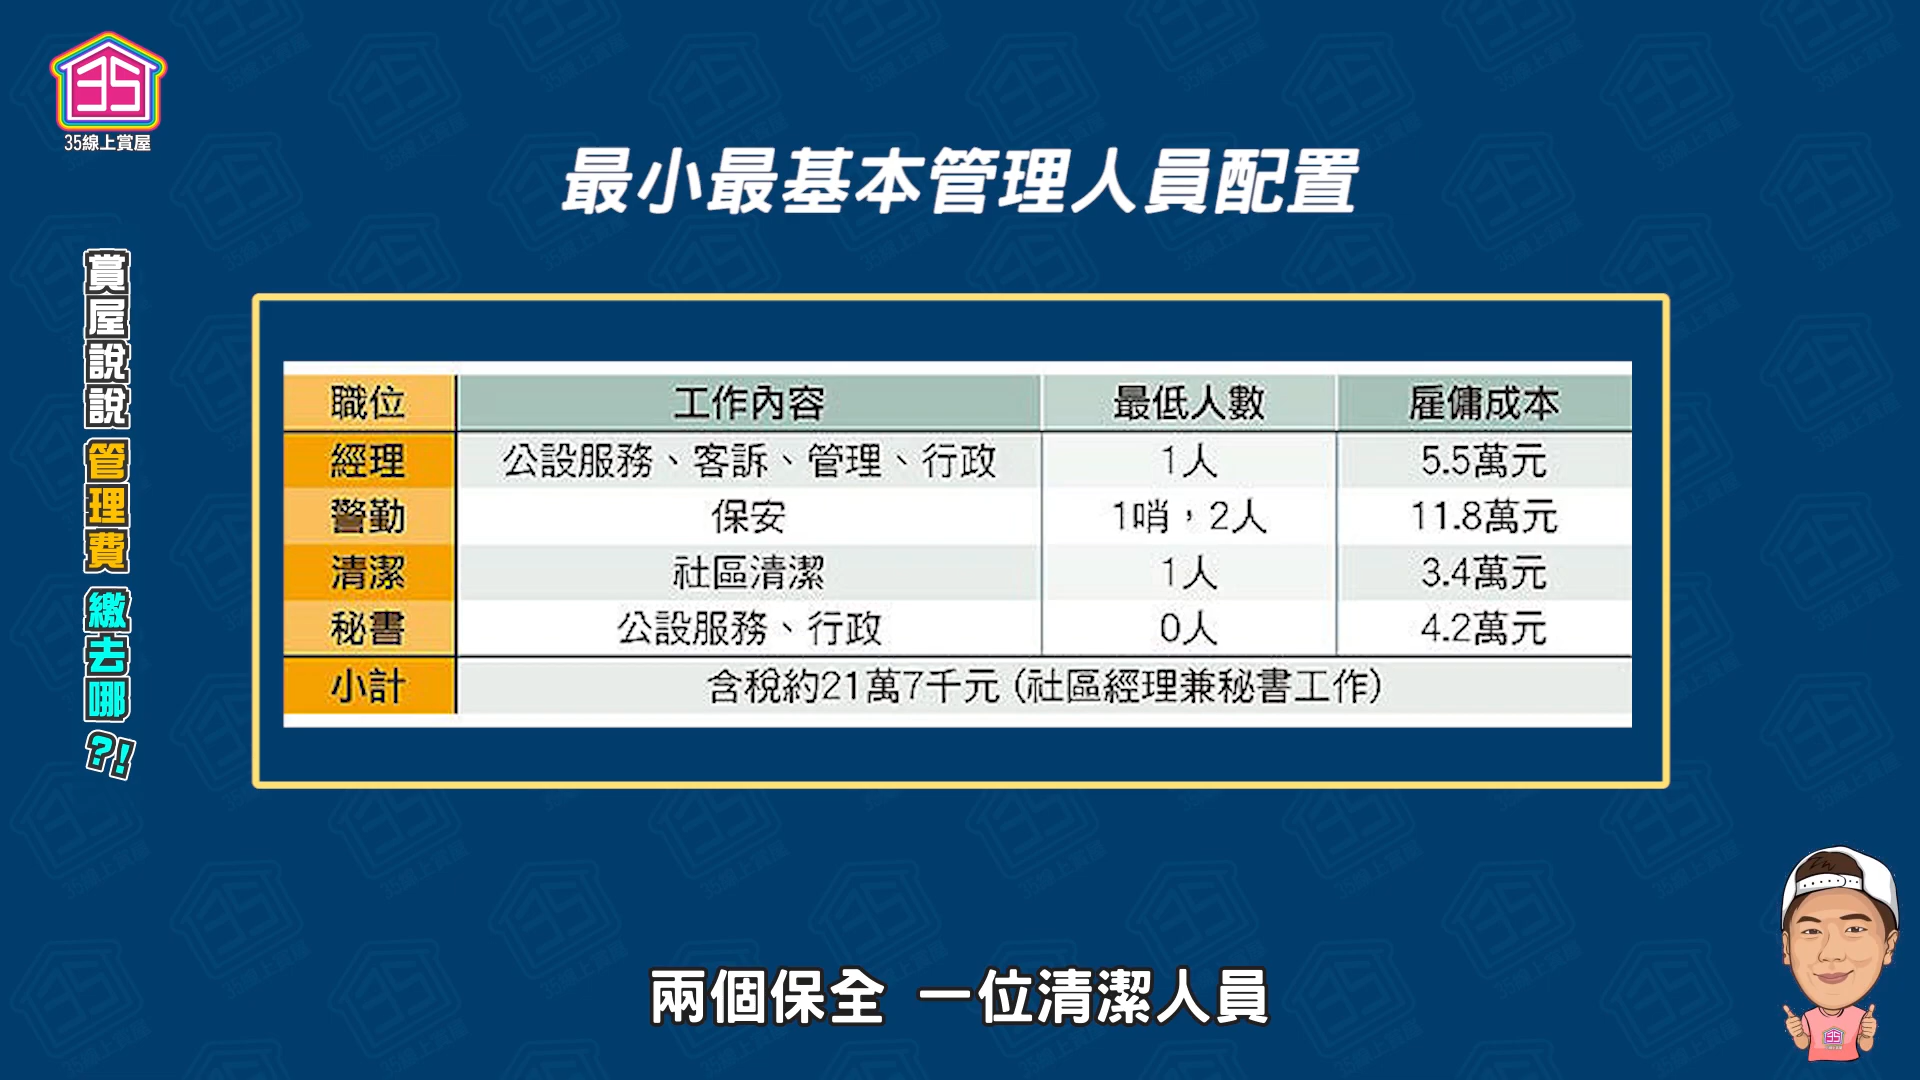 35
35線上賞屋
最小最基本管理人員配置
賞屋說說 管理費 繳去哪?!
職位 工作內容 最低人數 雇傭成本
經理 公設服務、客訴、管理、行政 1人 5.5萬元
警勤 保安 1哨，2人 11.8萬元
清潔 社區清潔 1人 3.4萬元
秘書 公設服務、行政 0人 4.2萬元
小計 含稅約21萬7千元 (社區經理兼秘書工作)
兩個保全 一位清潔人員
35